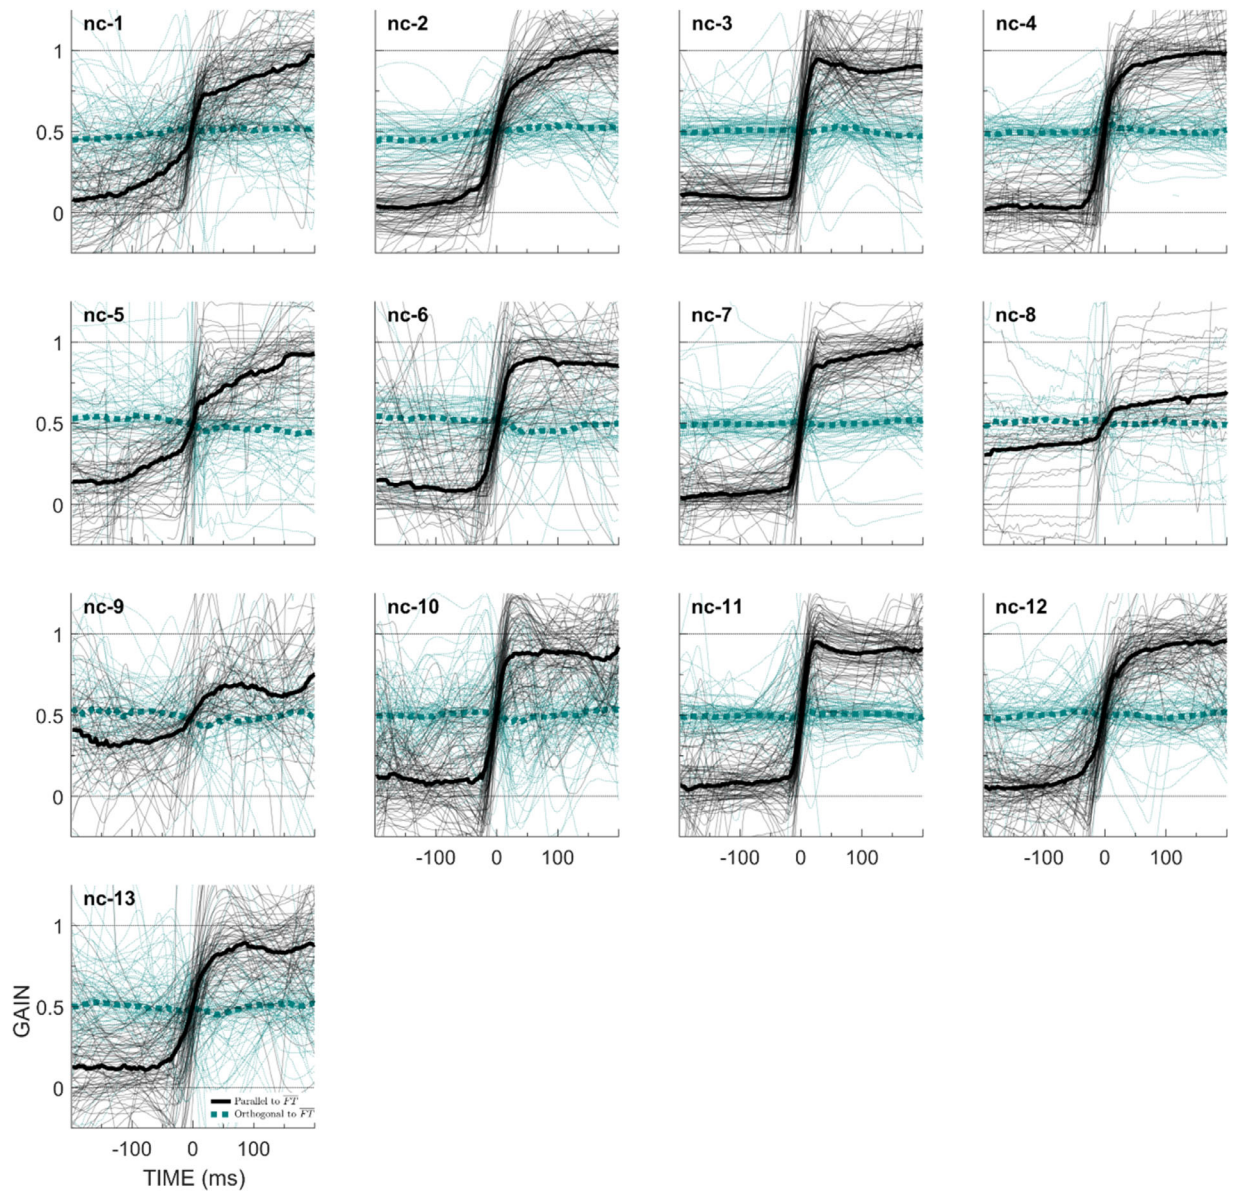 nc-1 nc-2 nc-3 nc-4
1
0.5
0
nc-5 nc-6 nc-7 nc-8
1
0.5
0
nc-9 nc-10 nc-11 nc-12
1
0.5
0
-100 0 100 -100 0 100 -100 0 100
nc-13
1
0.5
0
GAIN
Parallel to FT
Orthogonal to FT
-100 0 100
TIME (ms)